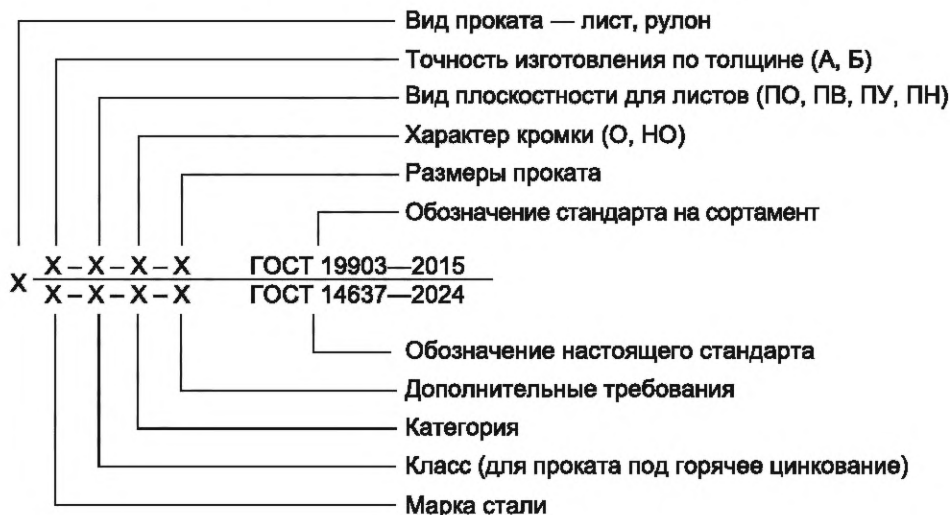 Вид проката — лист, рулон
Точность изготовления по толщине (А, Б)
Вид плоскостности для листов (ПО, ПВ, ПУ, ПН)
Характер кромки (О, НО)
Размеры проката
Обозначение стандарта на сортамент
Х – Х – Х – Х ГОСТ 19903—2015
Х
Х – Х – Х – Х ГОСТ 14637—2024
Обозначение настоящего стандарта
Дополнительные требования
Категория
Класс (для проката под горячее цинкование)
Марка стали